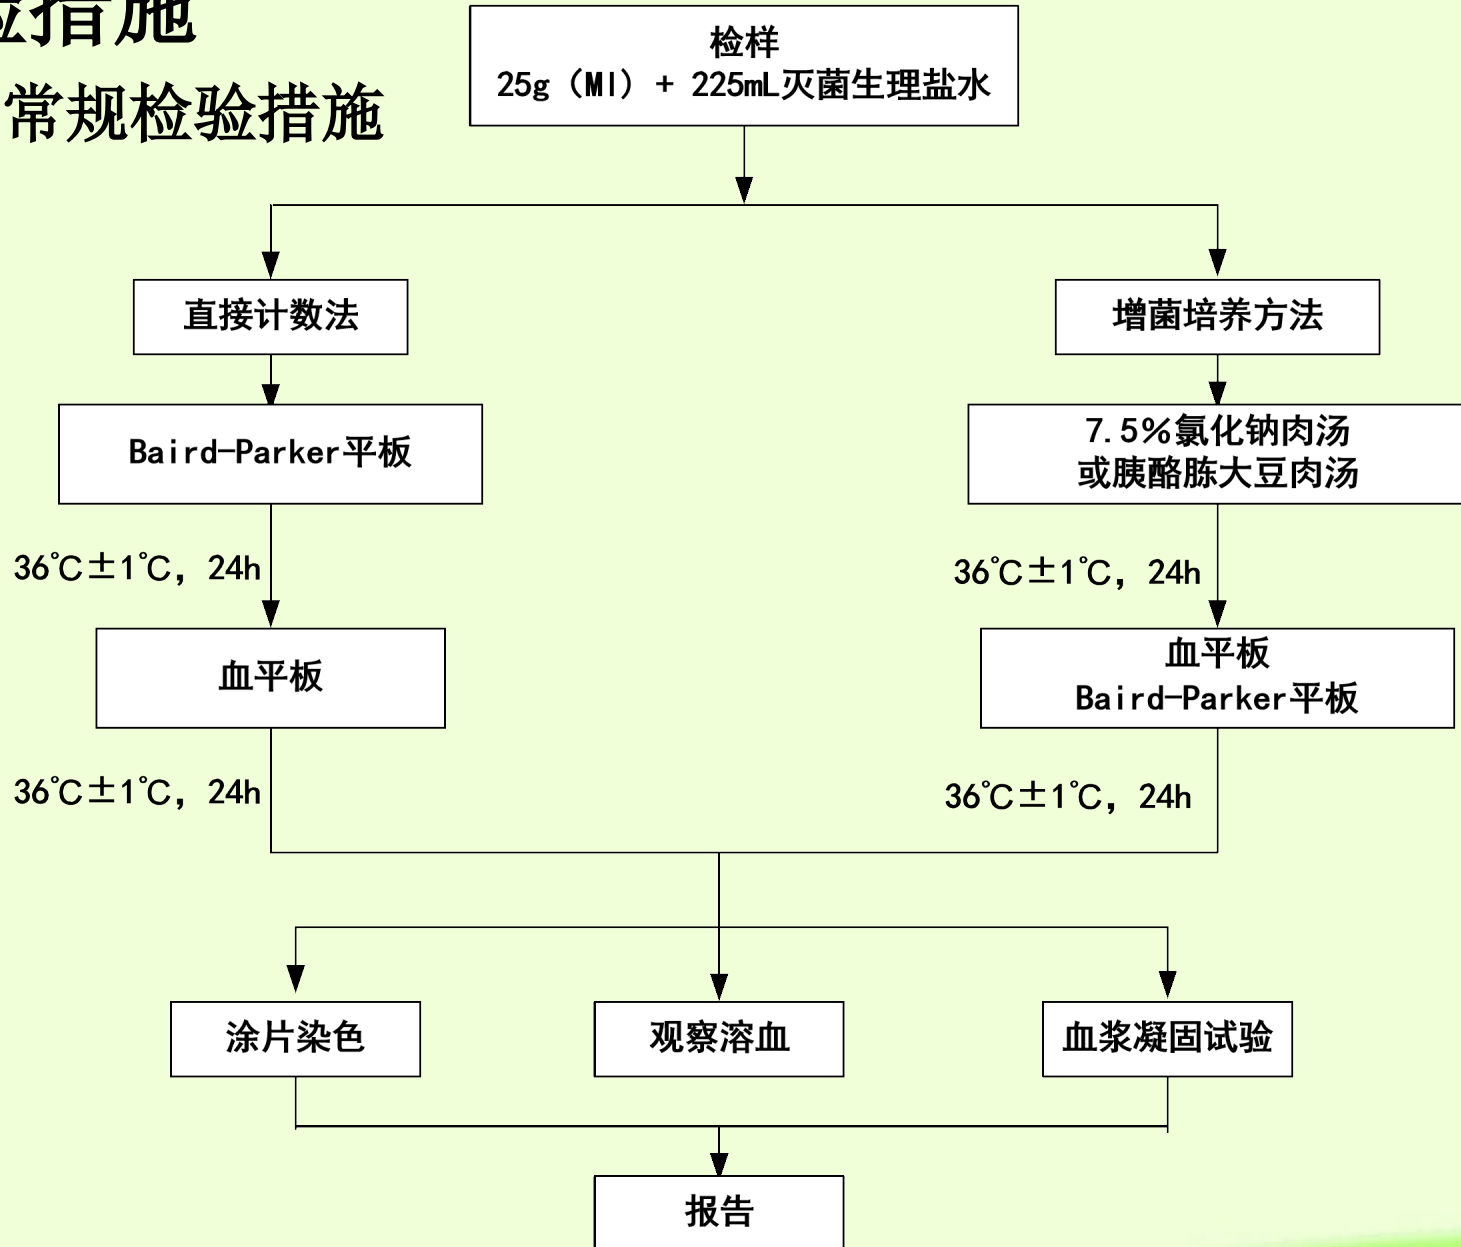 验措施
常规检验措施
检样
25g（Ml）+ 225mL灭菌生理盐水
直接计数法
增菌培养方法
Baird-Parker平板
7.5%氯化钠肉汤
或胰酪胨大豆肉汤
36℃±1℃，24h
36℃±1℃，24h
血平板
血平板
Baird-Parker平板
36℃±1℃，24h
36℃±1℃，24h
涂片染色
观察溶血
血浆凝固试验
报告